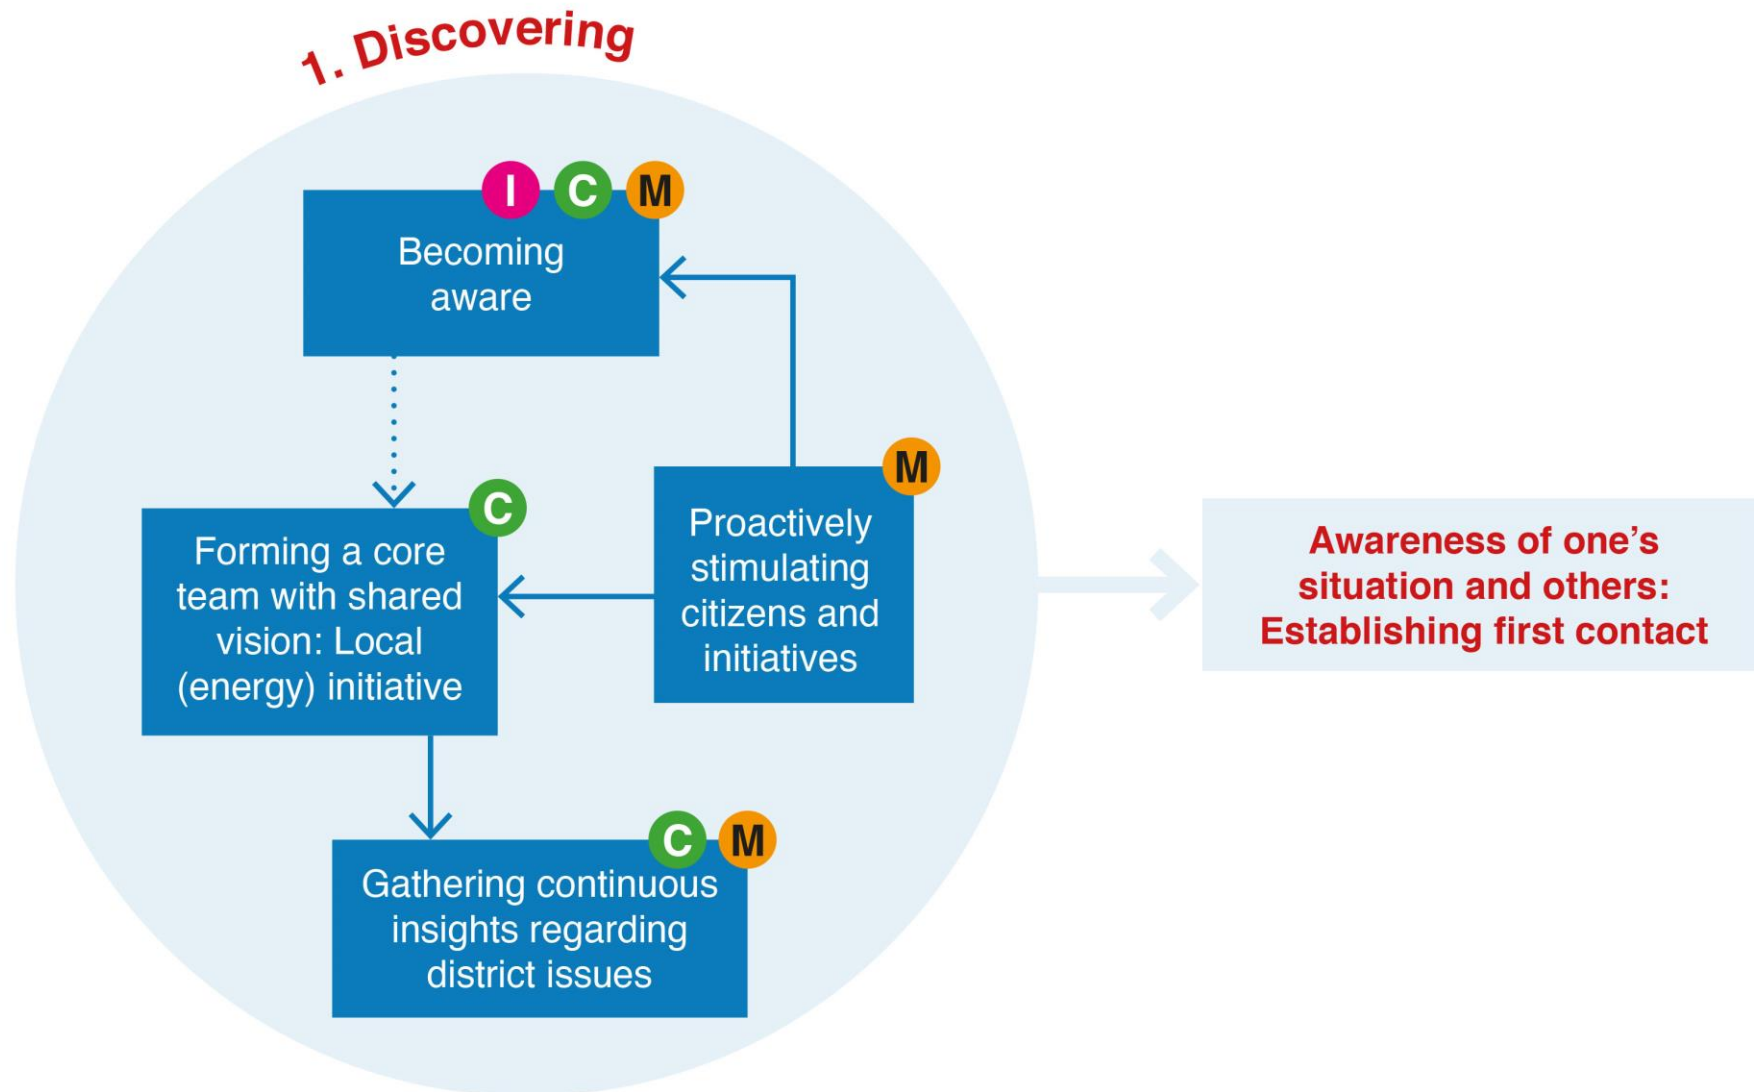 1. Discovering
I C M
Becoming
aware
M
Proactively
stimulating
citizens and
initiatives
C
Forming a core
team with shared
vision: Local
(energy) initiative
C M
Gathering continuous
insights regarding
district issues
Awareness of one’s
situation and others:
Establishing first contact